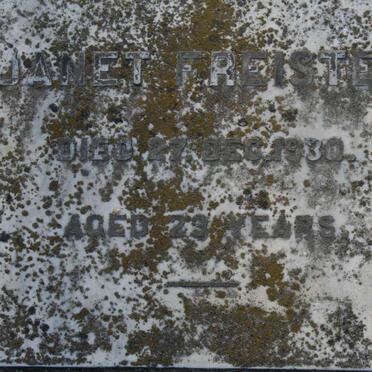 JANET FREISTE
DIED 27 DEC. 1930.
AGED 23 YEARS.